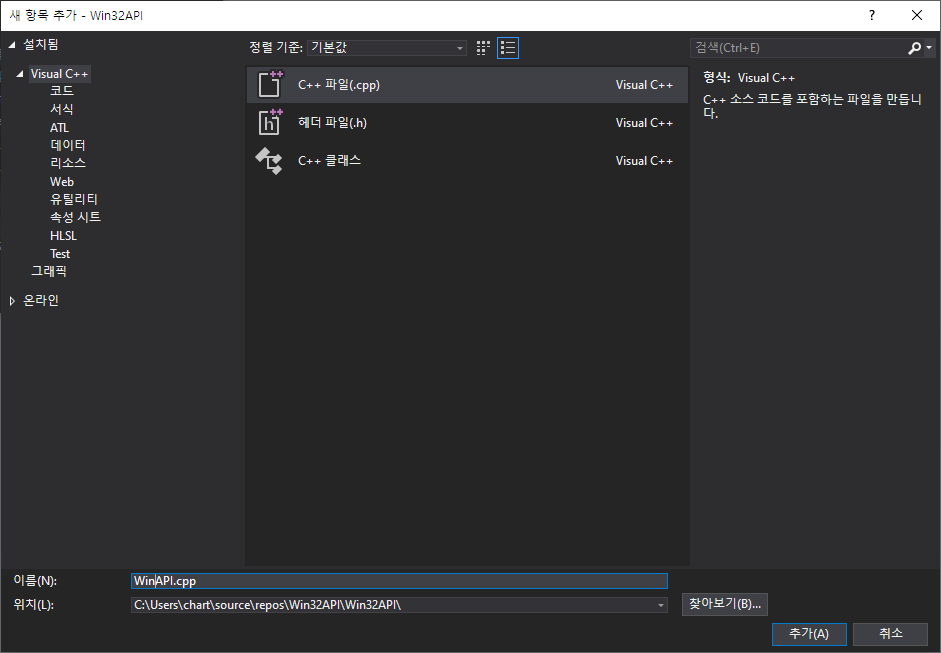 새 항목 추가 - Win32API
?
설치됨
Visual C++
코드
서식
ATL
데이터
리소스
Web
유틸리티
속성 시트
HLSL
Test
그래픽
온라인
정렬 기준: 기본값
C++ 파일(.cpp) Visual C++
헤더 파일(.h) Visual C++
C++ 클래스 Visual C++
검색(Ctrl+E)
형식: Visual C++
C++ 소스 코드를 포함하는 파일을 만듭니
다.
이름(N): WinAPI.cpp
위치(L): C:\Users\chart\source\repos\Win32API\Win32API\
찾아보기(B)...
추가(A) 취소